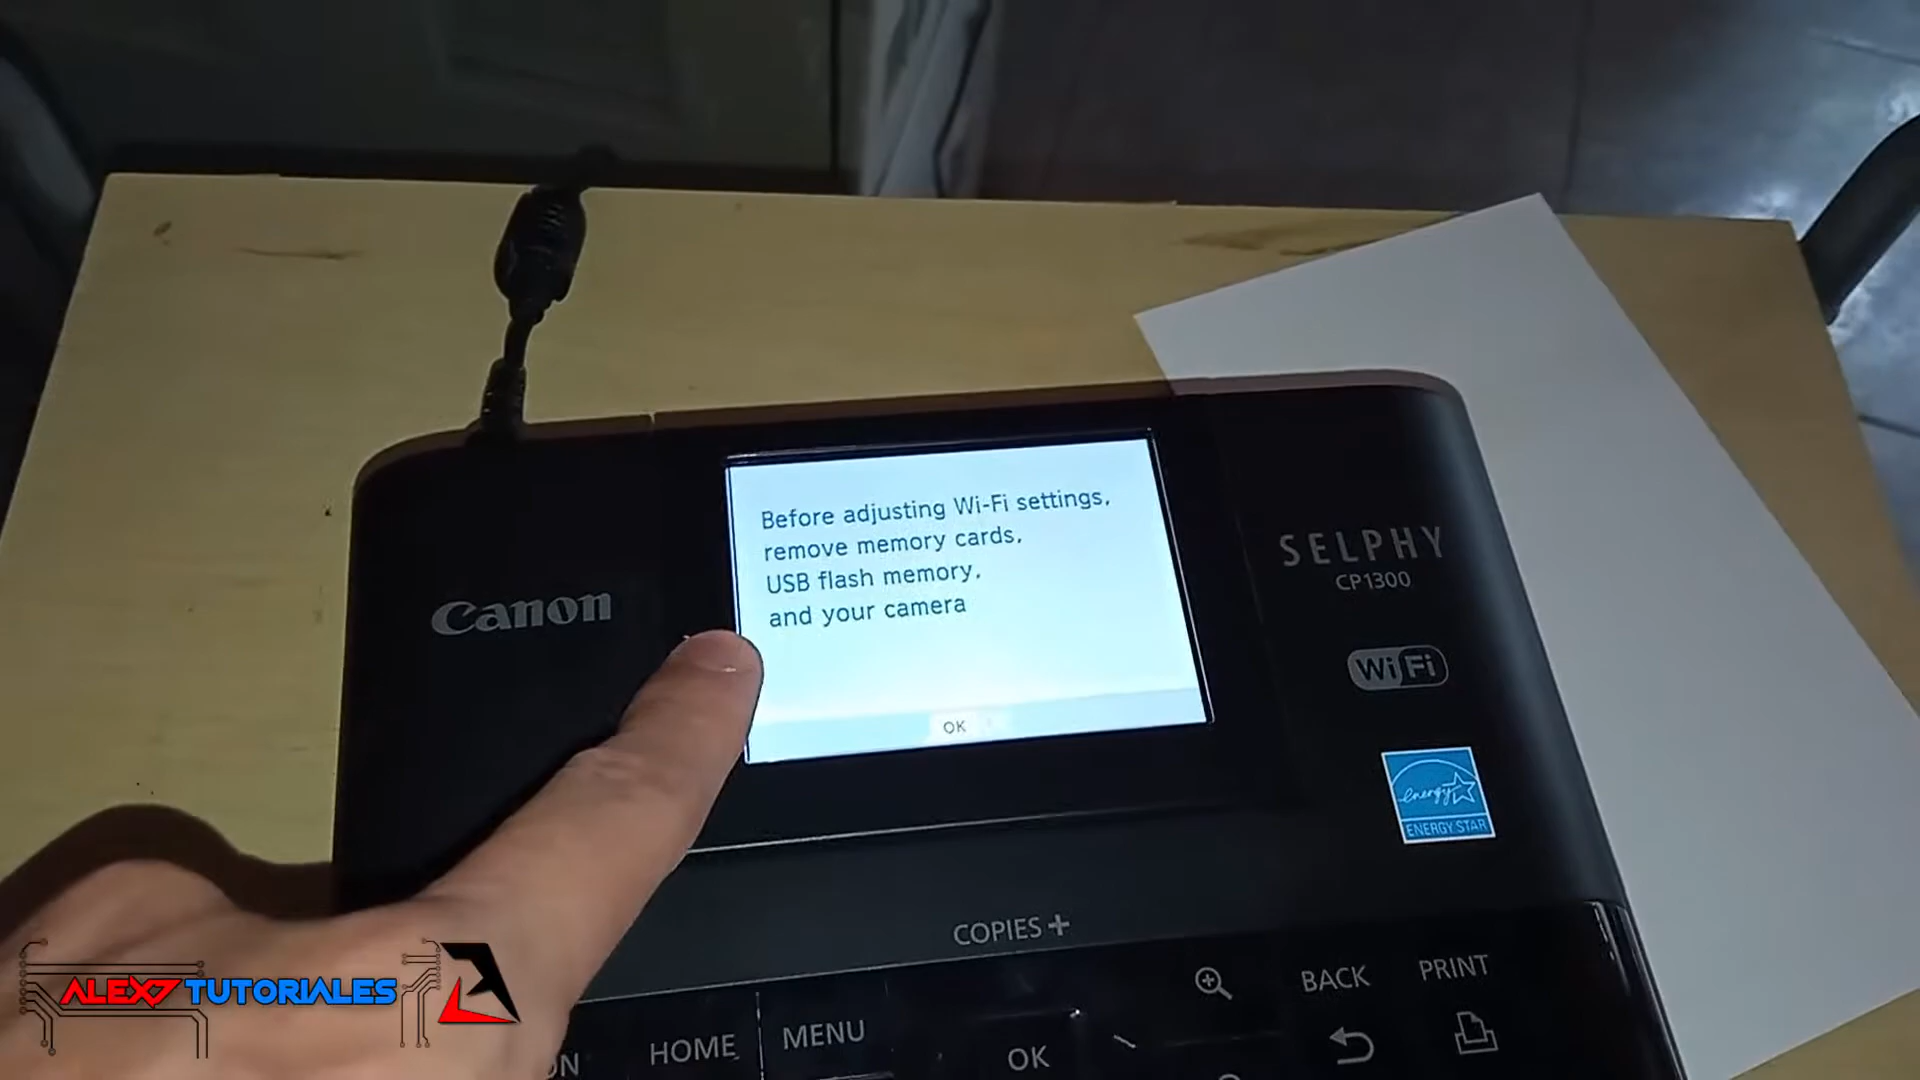 Before adjusting Wi-Fi settings,
remove memory cards,
USB flash memory,
and your camera
OK
Canon
SELPHY
CP1300
WiFi
energy
ENERGY STAR
COPIES+
BACK
PRINT
HOME
MENU
OK
ALEX7 TUTORIALES